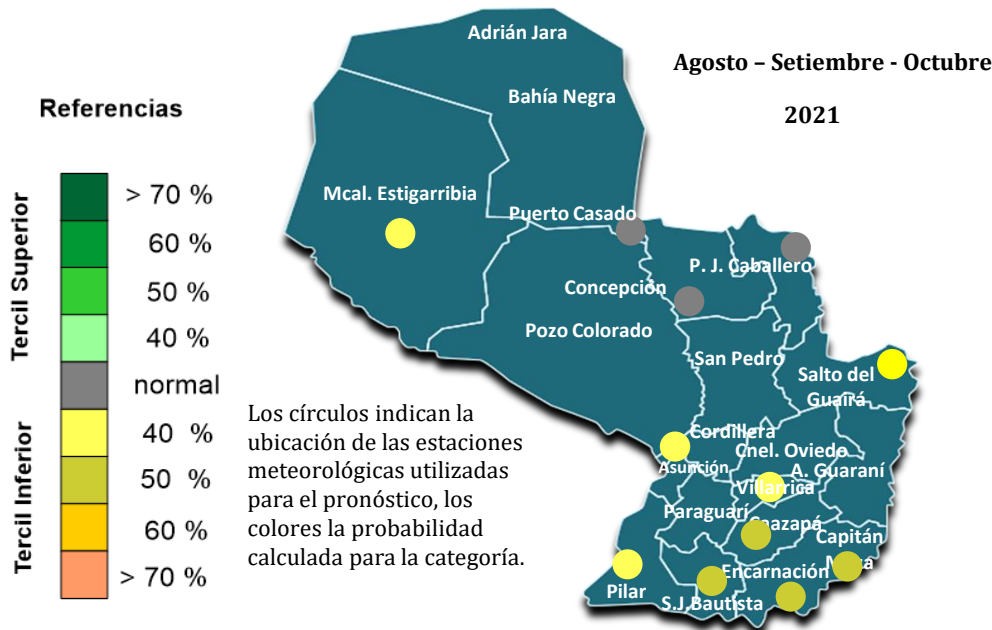 Adrián Jara
Agosto – Setiembre - Octubre
2021
Referencias
Bahía Negra
Tercil Superior
> 70 %
60 %
50 %
40 %
normal
Tercil Inferior
40 %
50 %
60 %
> 70 %
Mcal. Estigarribia
Puerto Casado
P. J. Caballero
Concepción
Pozo Colorado
San Pedro
Salto del
Guairá
Los círculos indican la
ubicación de las estaciones
meteorológicas utilizadas
para el pronóstico, los
colores la probabilidad
calculada para la categoría.
Cordillera
Cnel. Oviedo
Asunción
A. Guaraní
Villarrica
Paraguarí
Caazapá
Capitán
Meza
Encarnación
Pilar
S.J.Bautista